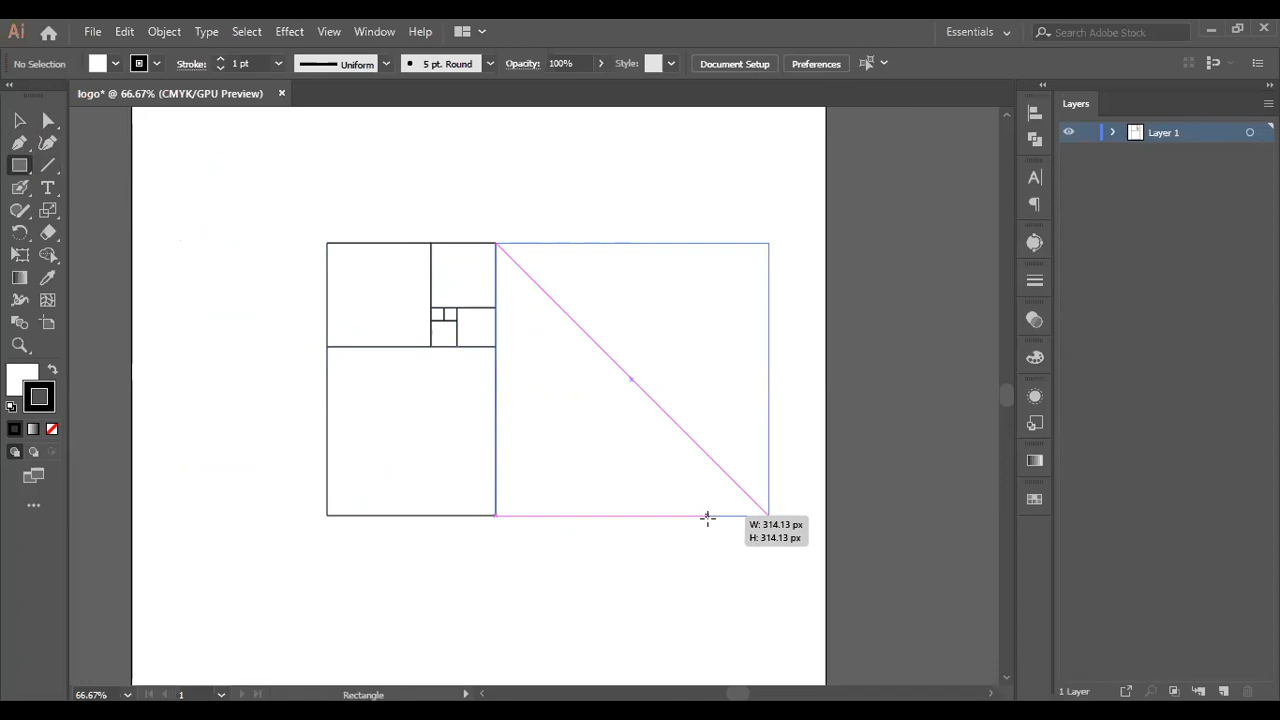 Ai File Edit Object Type Select Effect View Window Help Essentials Search Adobe Stock
No Selection Stroke: 1 pt Uniform 5 pt. Round Opacity: 100% Style: Document Setup Preferences
logo* @ 66.67% (CMYK/GPU Preview)
Layers
Layer 1
W: 314.13 px
H: 314.13 px
66.67% 1 Rectangle 1 Layer